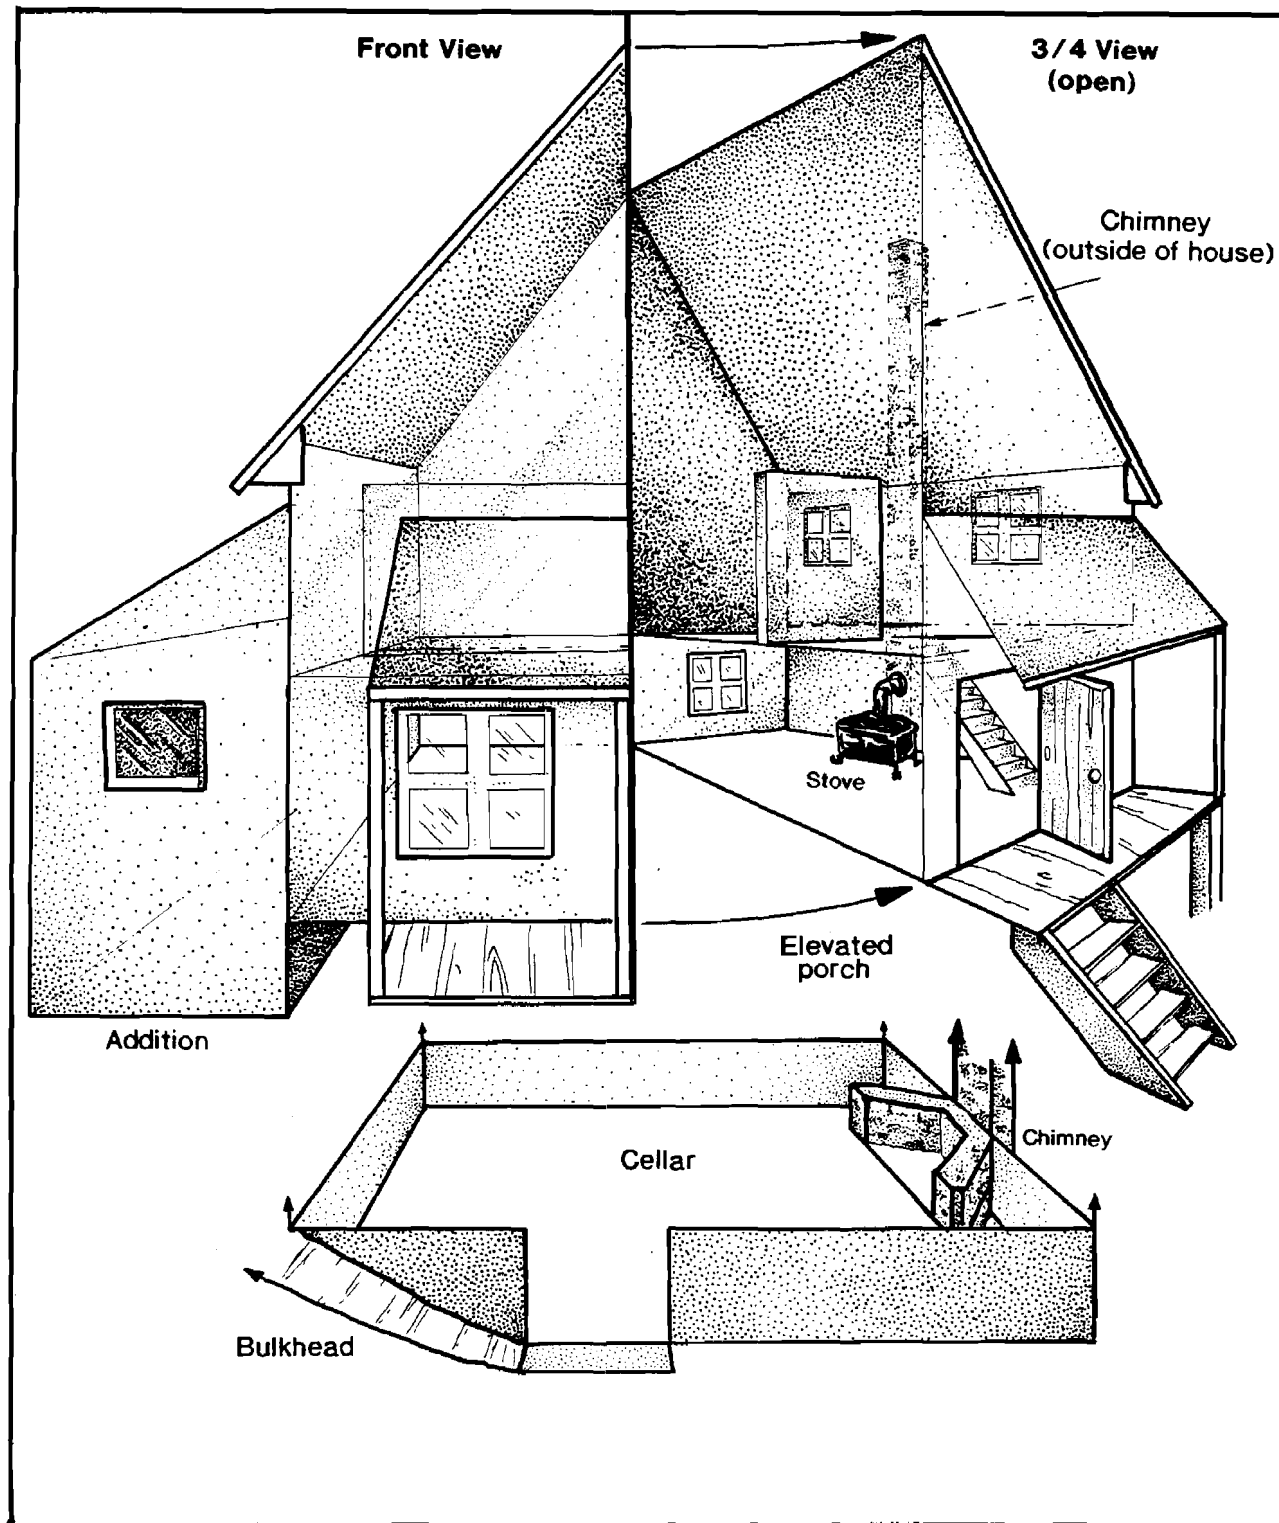 Front View
3/4 View
(open)
Chimney
(outside of house)
Stove
Elevated
porch
Addition
Chimney
Cellar
Bulkhead